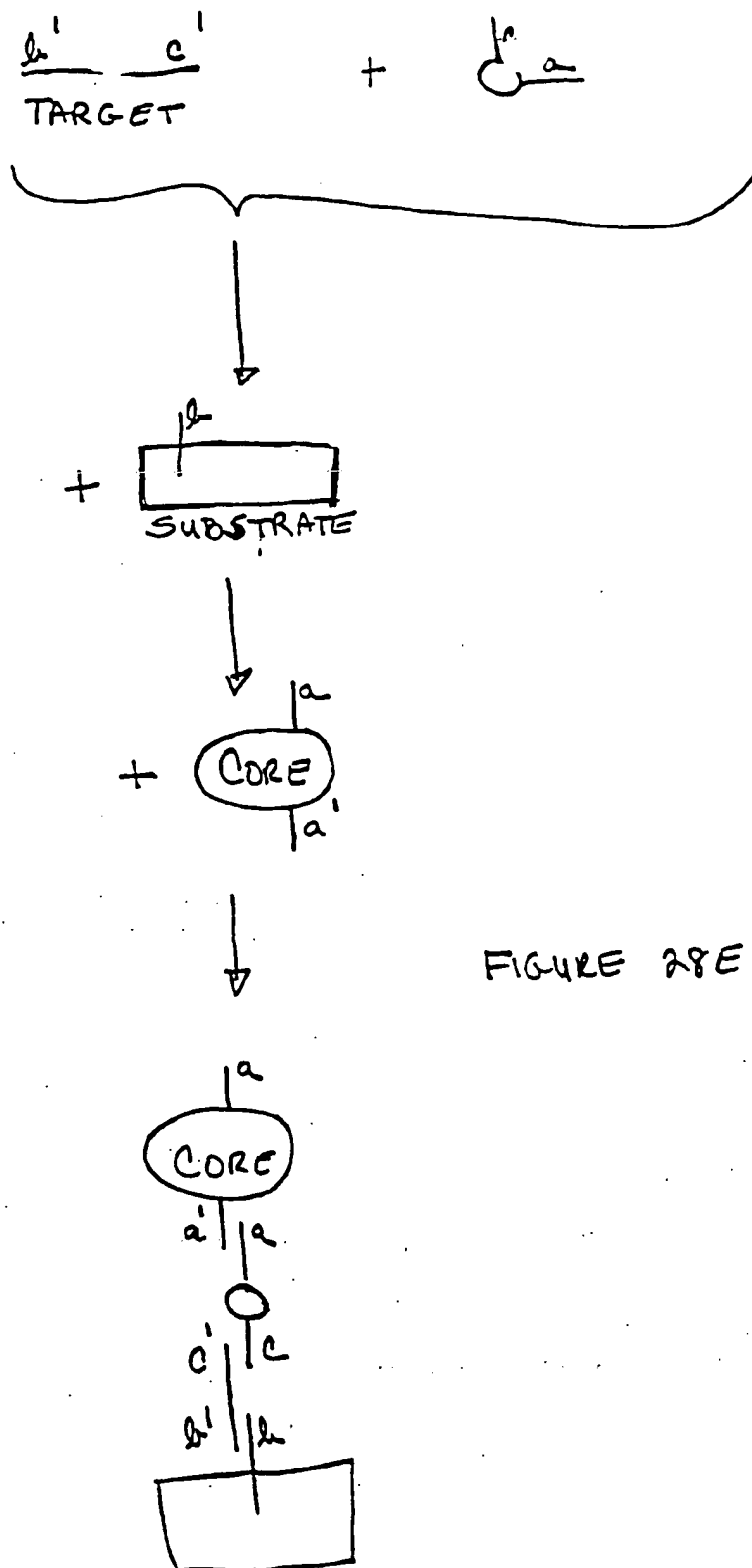 b' c'
TARGET
+
c
a
b
+
SUBSTRATE
a
+ CORE
a'
FIGURE 28E
a
CORE
a' a
c' c
b' b